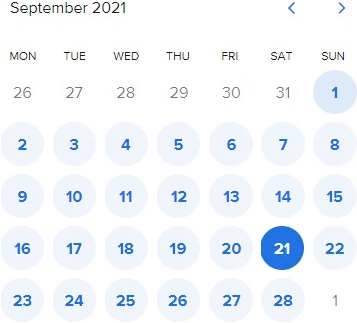 September 2021
MON TUE WED THU FRI SAT SUN
26 27 28 29 30 31 1
2 3 4 5 6 7 8
9 10 11 12 13 14 15
16 17 18 19 20 21 22
23 24 25 26 27 28 1